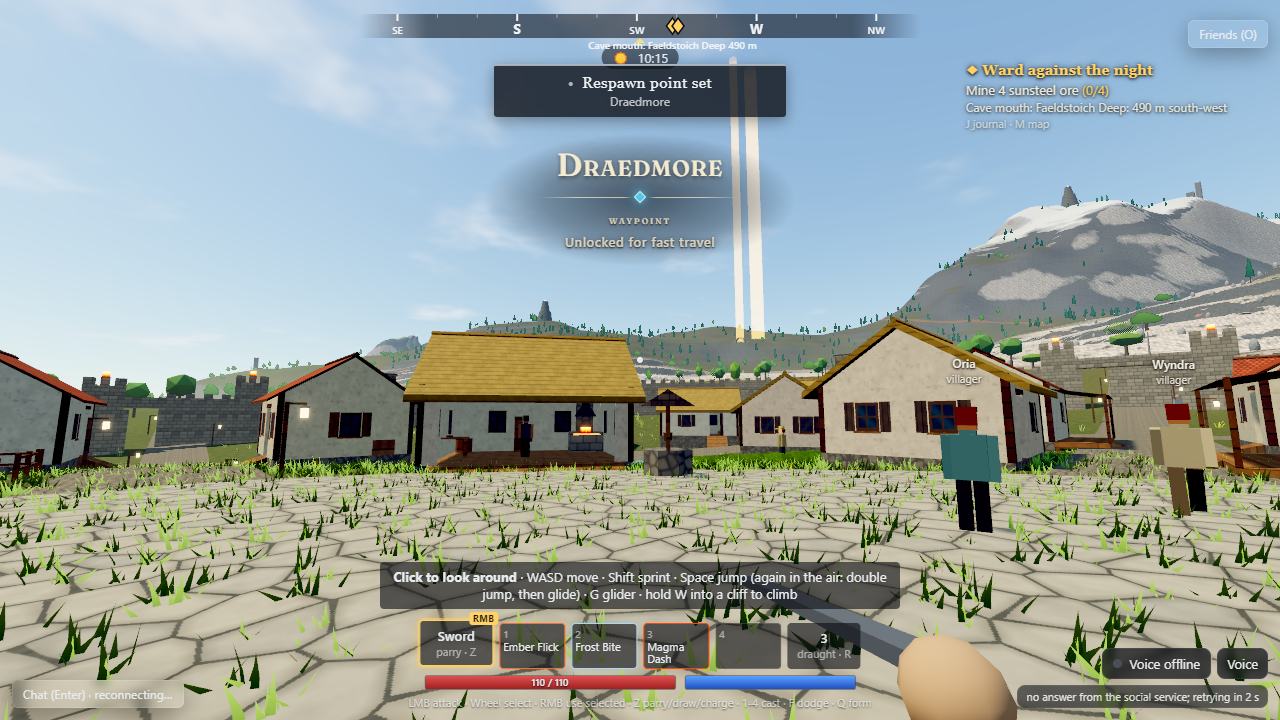 SE
S
SW
W
NW
Cave mouth: Faeldstoich Deep 490 m
10:15
Friends (O)
Respawn point set
Draedmore
Ward against the night
Mine 4 sunsteel ore (0/4)
Cave mouth: Faeldstoich Deep: 490 m south-west
J journal · M map
DRAEDMORE
WAYPOINT
Unlocked for fast travel
Oria
villager
Wyndra
villager
Click to look around · WASD move · Shift sprint · Space jump (again in the air: double
jump, then glide) · G glider · hold W into a cliff to climb
RMB
Sword
parry · Z
1
Ember Flick
2
Frost Bite
3
Magma
Dash
4
3
draught · R
110 / 110
LMB attack · Wheel select · RMB use selected · Z parry/draw/charge · 1-4 cast · F dodge · Q form
Chat (Enter) · reconnecting...
Voice offline
Voice
no answer from the social service; retrying in 2 s